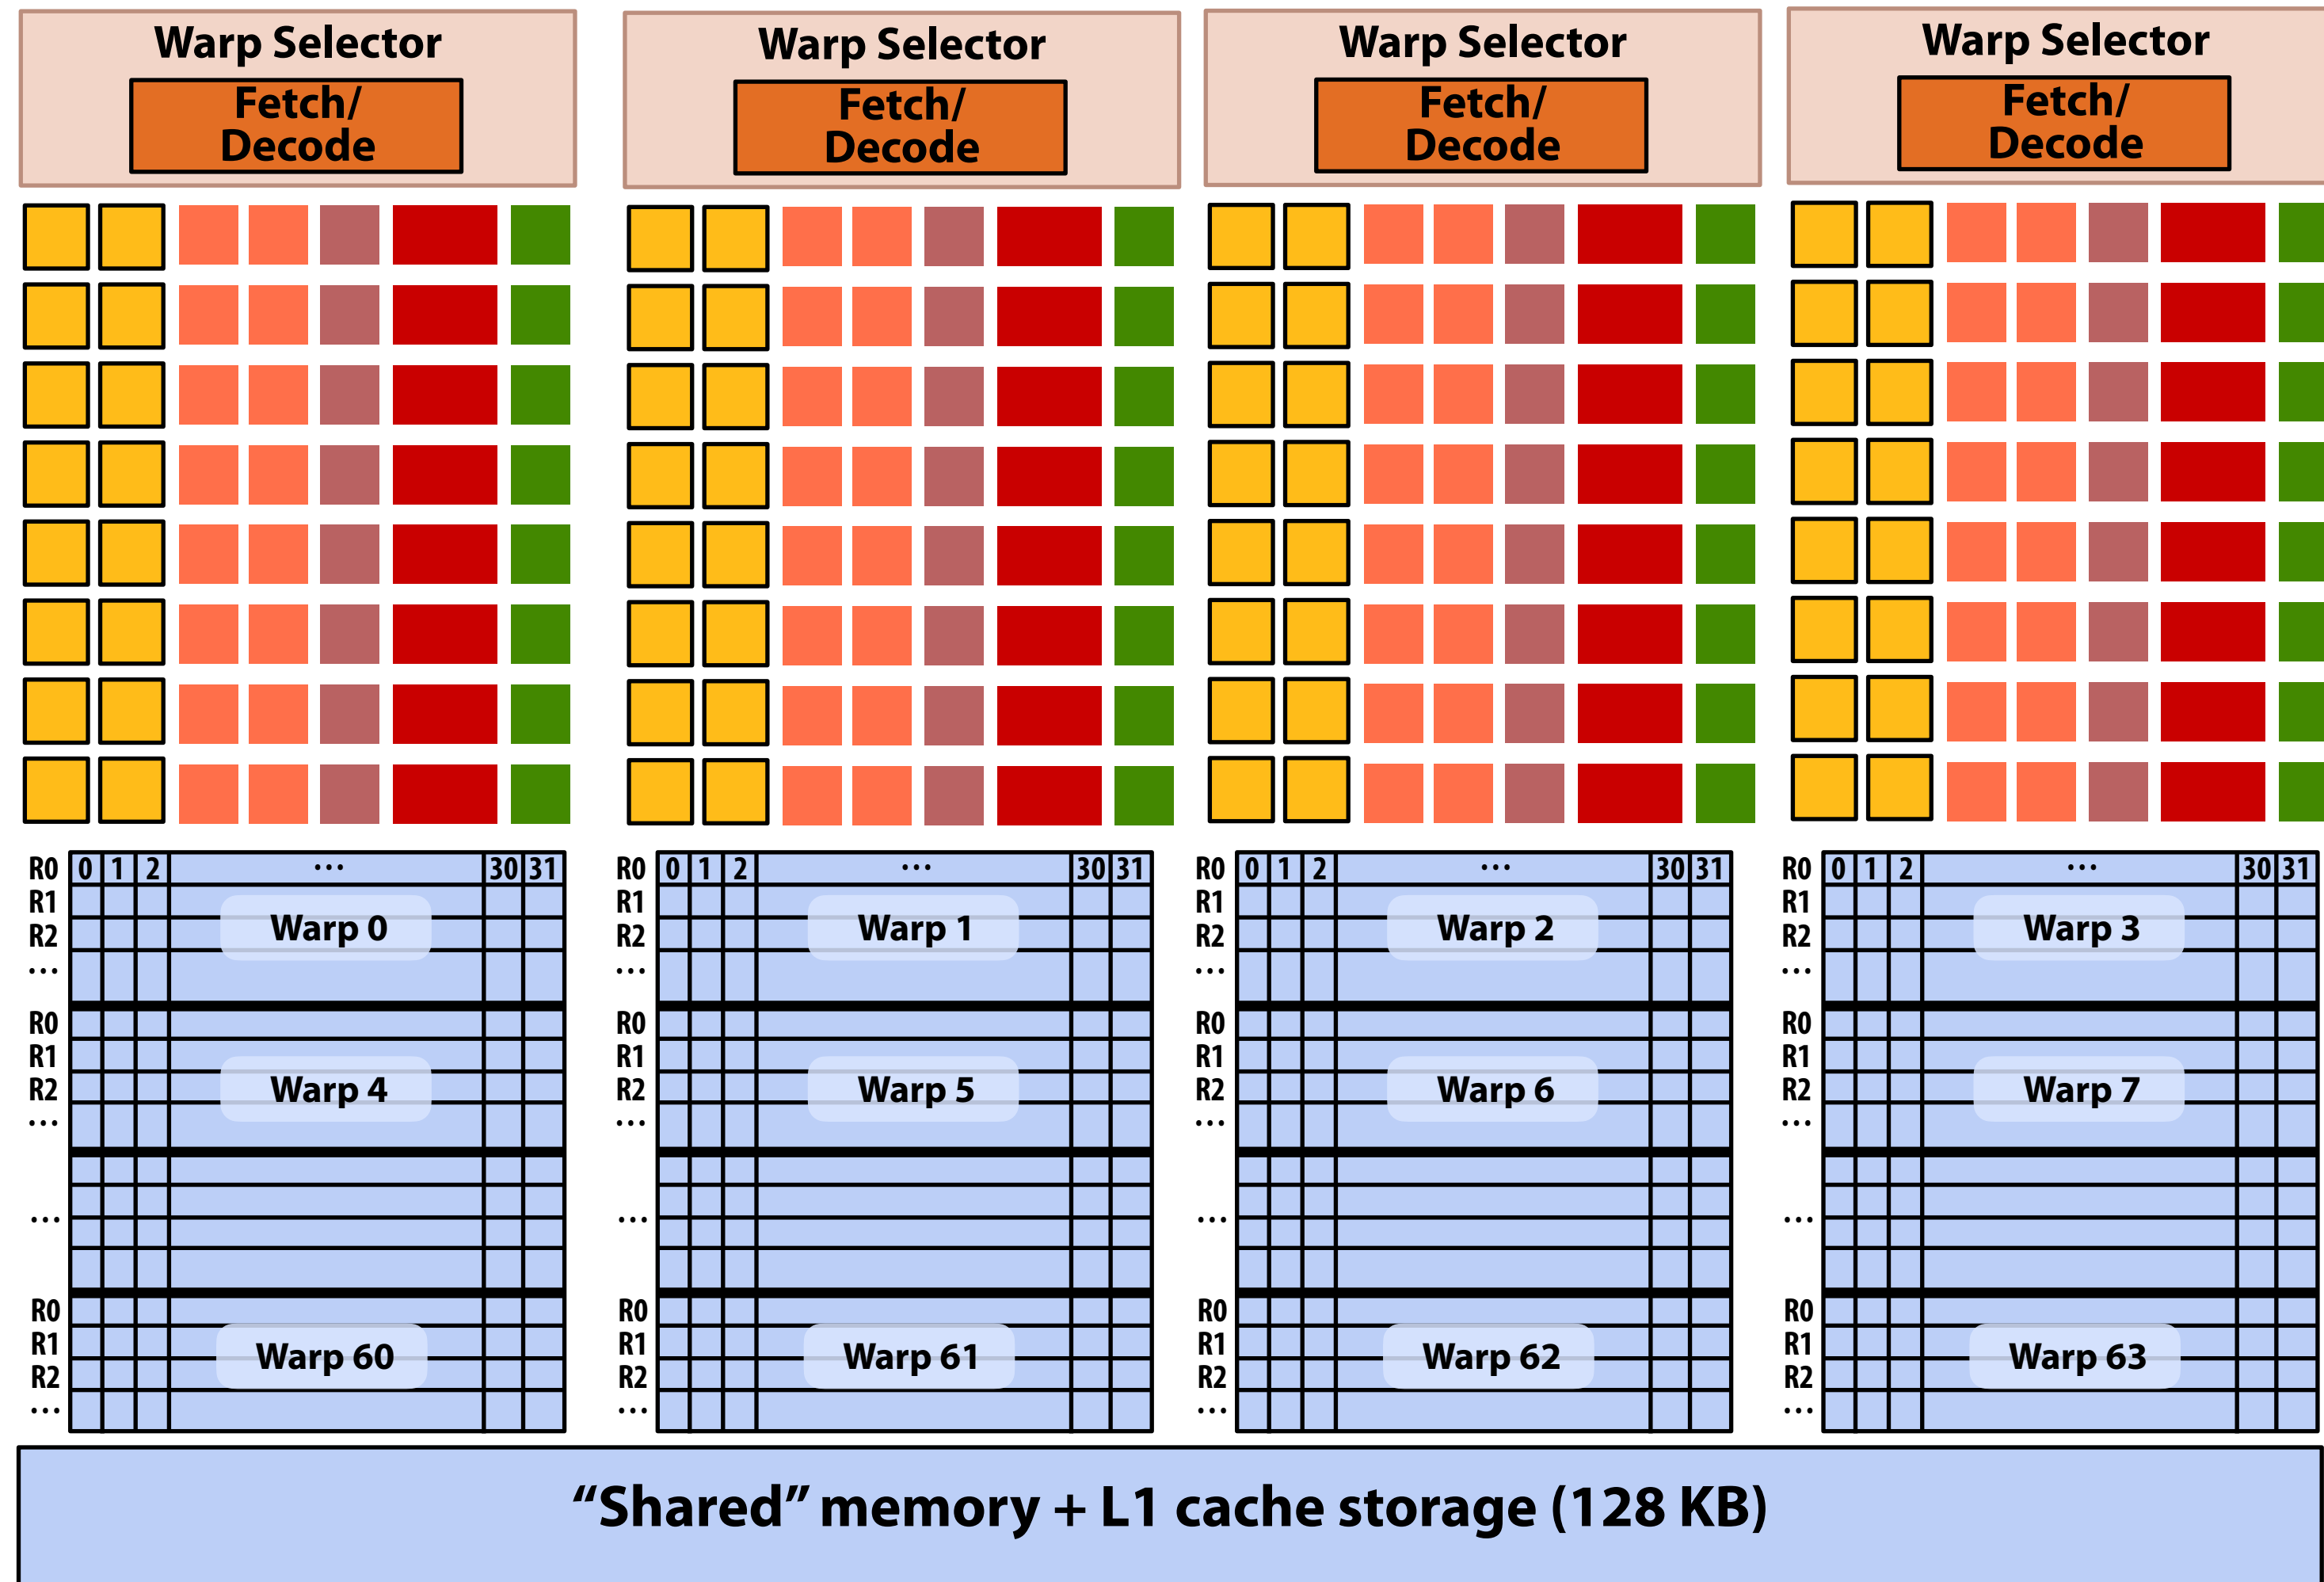 Warp Selector
Fetch/
Decode
Warp Selector
Fetch/
Decode
Warp Selector
Fetch/
Decode
Warp Selector
Fetch/
Decode
R0 0 1 2 ... 30 31
R1
R2
...
Warp 0
R0 0 1 2 ... 30 31
R1
R2
...
Warp 1
R0 0 1 2 ... 30 31
R1
R2
...
Warp 2
R0 0 1 2 ... 30 31
R1
R2
...
Warp 3
R0
R1
R2
...
Warp 4
R0
R1
R2
...
Warp 5
R0
R1
R2
...
Warp 6
R0
R1
R2
...
Warp 7
...
...
...
...
R0
R1
R2
...
Warp 60
R0
R1
R2
...
Warp 61
R0
R1
R2
...
Warp 62
R0
R1
R2
...
Warp 63
“Shared” memory + L1 cache storage (128 KB)